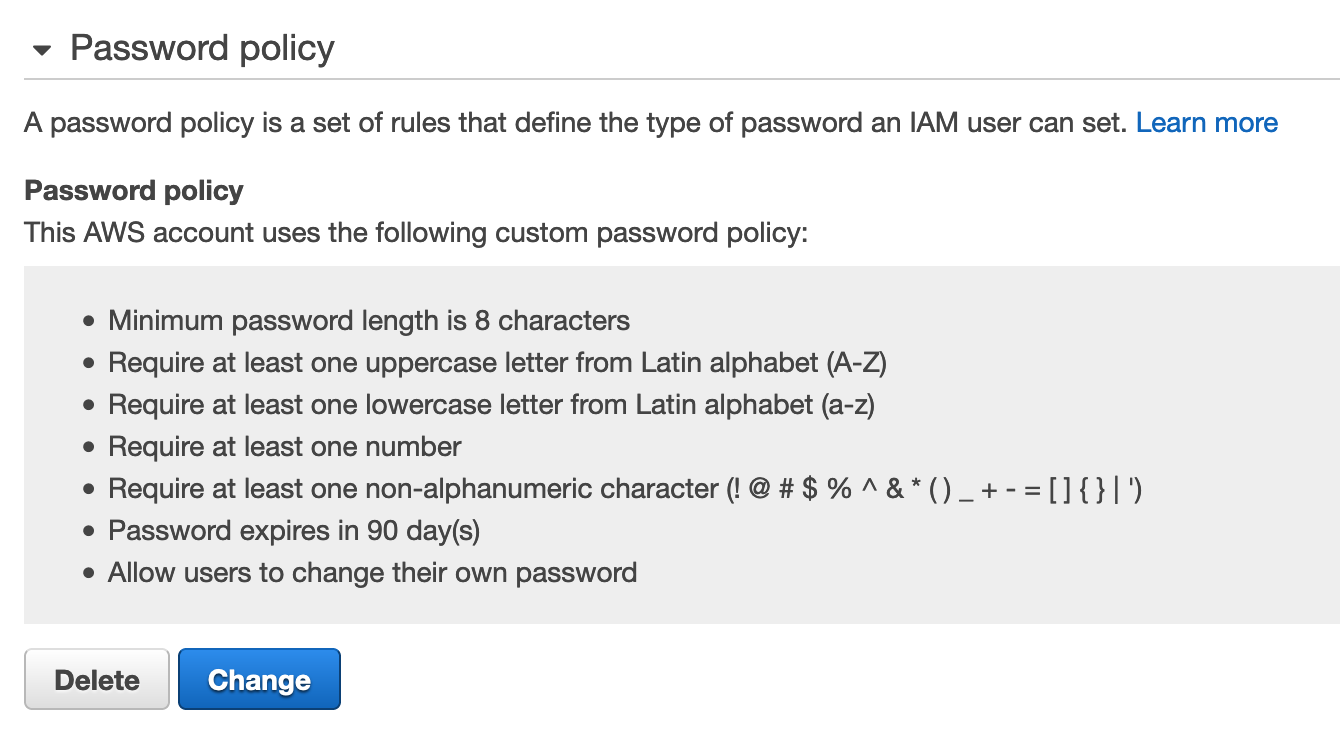 Password policy
A password policy is a set of rules that define the type of password an IAM user can set. Learn more
Password policy
This AWS account uses the following custom password policy:
• Minimum password length is 8 characters
• Require at least one uppercase letter from Latin alphabet (A-Z)
• Require at least one lowercase letter from Latin alphabet (a-z)
• Require at least one number
• Require at least one non-alphanumeric character (! @ # $ % ^ & * ( ) _ + - = [ ] { } | ')
• Password expires in 90 day(s)
• Allow users to change their own password
Delete Change